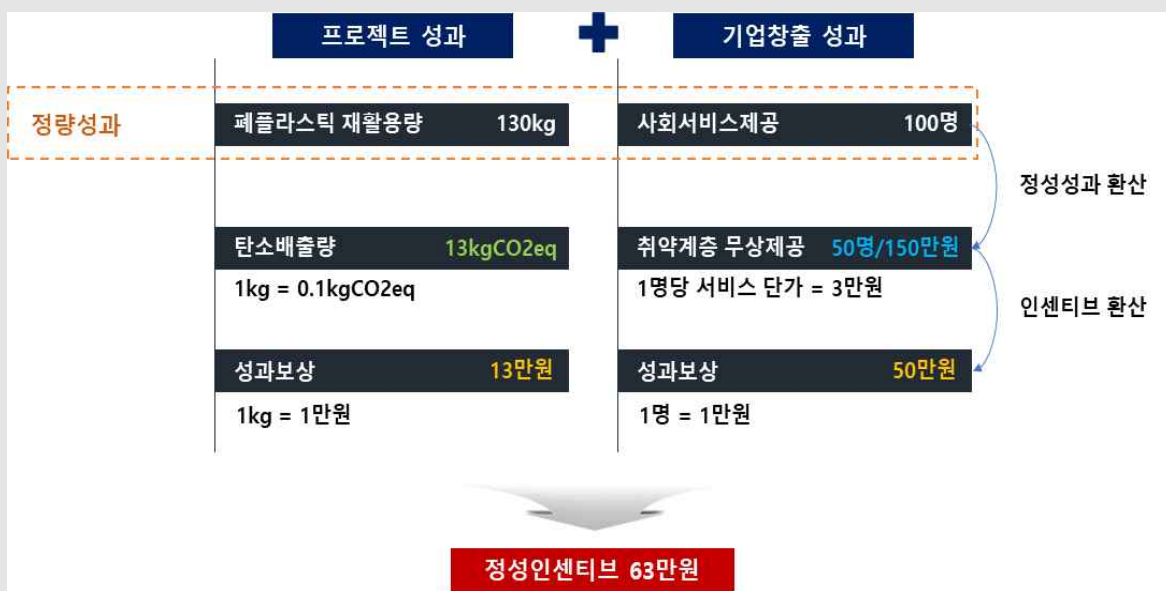 프로젝트 성과
기업창출 성과
정량성과
폐플라스틱 재활용량 130kg
사회서비스제공 100명
정성성과 환산
탄소배출량 13kgCO2eq
취약계층 무상제공 50명/150만원
1kg = 0.1kgCO2eq
1명당 서비스 단가 = 3만원
인센티브 환산
성과보상 13만원
성과보상 50만원
1kg = 1만원
1명 = 1만원
정성인센티브 63만원